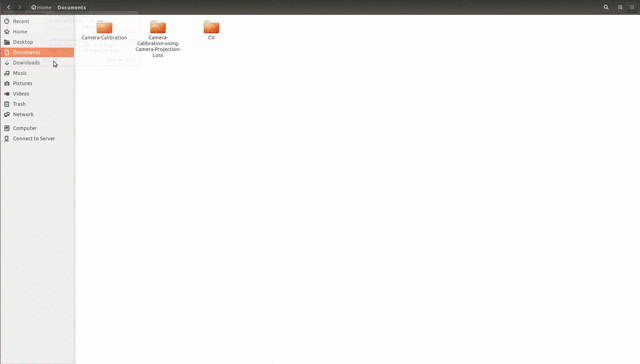 Home Documents
Recent
Home
Desktop
Documents
Downloads
Music
Pictures
Videos
Trash
Network
Computer
Connect to Server
Camera-Calibration
Camera-
Calibration-using-
Camera-Projection-
Loss
CV